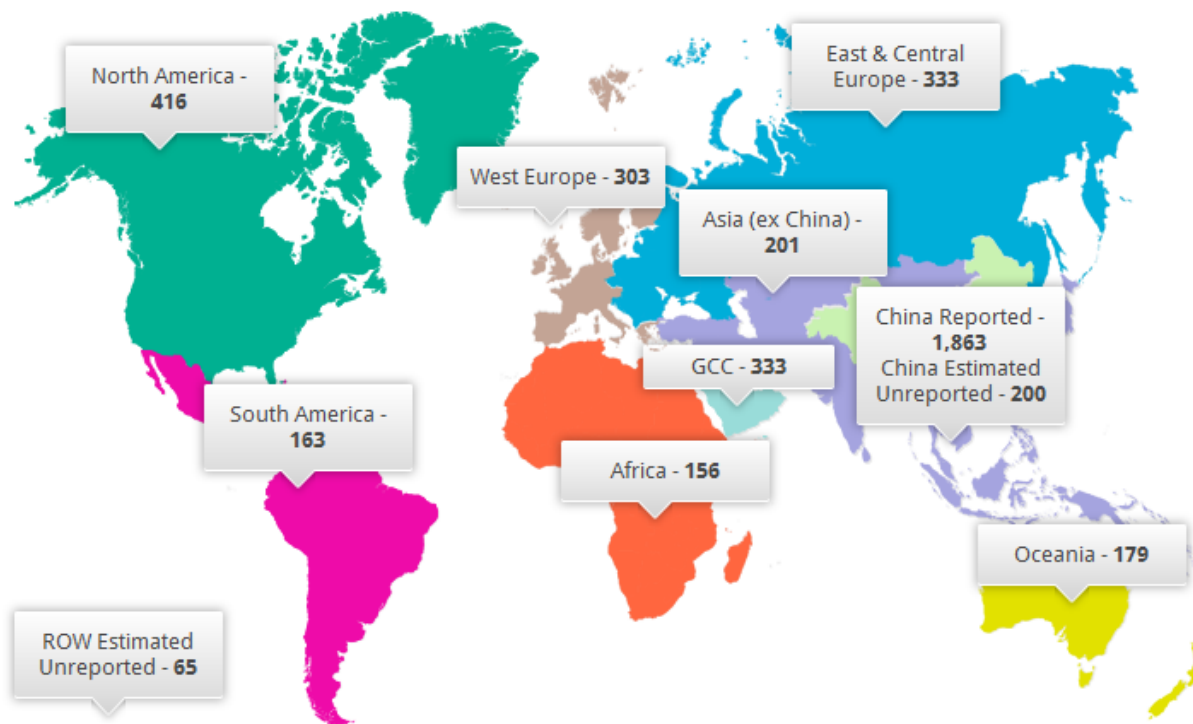 North America -
416
East & Central
Europe - 333
West Europe - 303
Asia (ex China) -
201
China Reported -
1,863
China Estimated
Unreported - 200
GCC - 333
South America -
163
Africa - 156
Oceania - 179
ROW Estimated
Unreported - 65